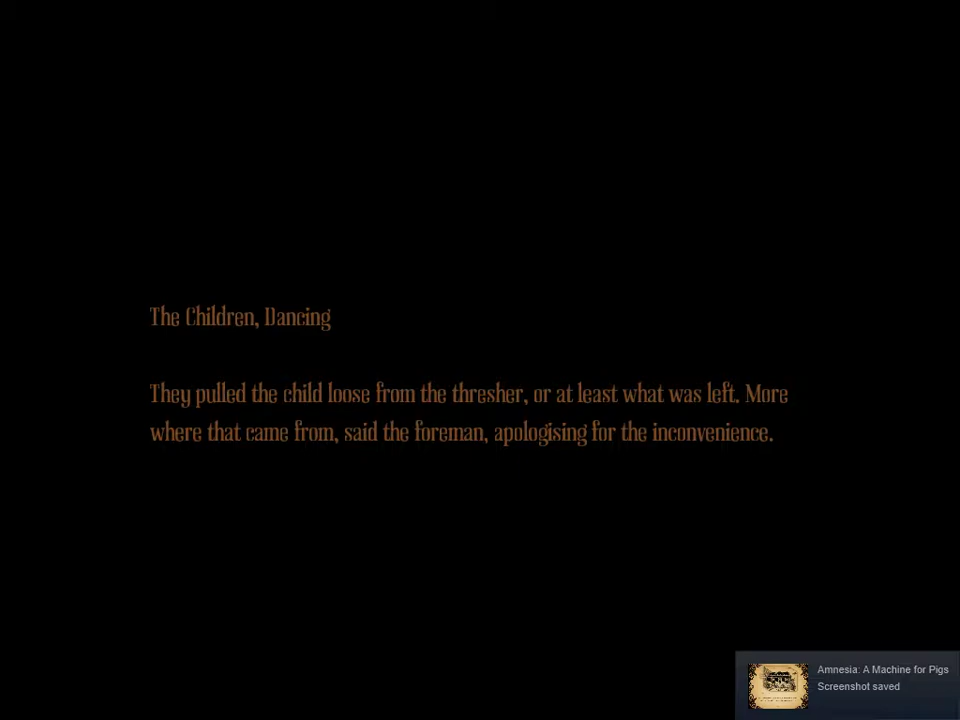 The Children, Dancing
They pulled the child loose from the thresher, or at least what was left. More
where that came from, said the foreman, apologising for the inconvenience.
Amnesia: A Machine for Pigs
Screenshot saved